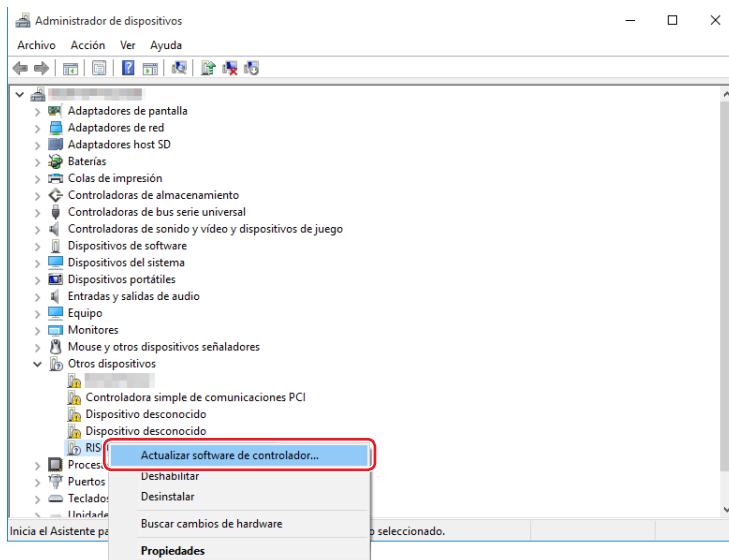 Administrador de dispositivos
Archivo Acción Ver Ayuda
Adaptadores de pantalla
Adaptadores de red
Adaptadores host SD
Baterías
Colas de impresión
Controladoras de almacenamiento
Controladoras de bus serie universal
Controladoras de sonido y vídeo y dispositivos de juego
Dispositivos de software
Dispositivos del sistema
Dispositivos portátiles
Entradas y salidas de audio
Equipo
Monitores
Mouse y otros dispositivos señaladores
Otros dispositivos
Controladora simple de comunicaciones PCI
Dispositivo desconocido
Dispositivo desconocido
RIS
Actualizar software de controlador...
Proces
Deshabilitar
Puertos
Teclados
Desinstalar
Unidade
Buscar cambios de hardware
Inicia el Asistente pa
seleccionado.
Propiedades